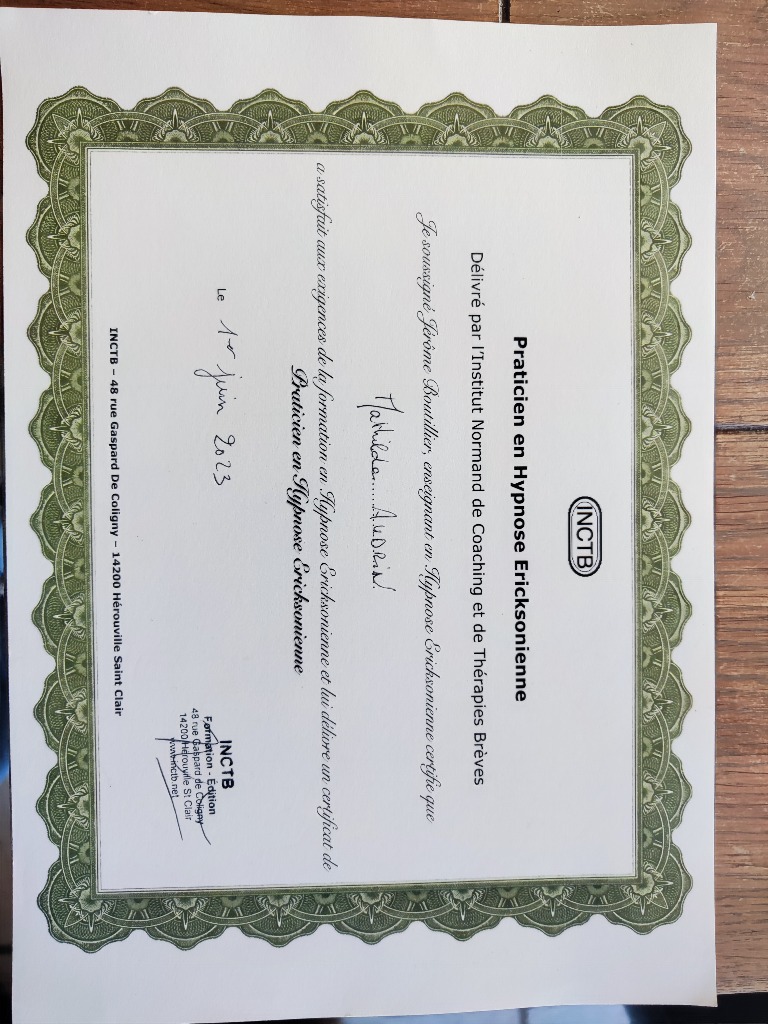 INCTB
Praticien en Hypnose Ericksonienne
Délivré par l'Institut Normand de Coaching et de Thérapies Brèves
Je soussigné Jérôme Boutillier, enseignant en Hypnose Ericksonienne certifie que
Mathilde
a satisfait aux exigences de la formation en Hypnose Ericksonienne et lui délivre un certificat de
Praticien en Hypnose Ericksonienne
Le 1er juin 2023
INCTB
Formation - Édition
48 rue Gaspard de Coligny
14200 Hérouville St Clair
www.inctb.net
INCTB – 48 rue Gaspard De Coligny – 14200 Hérouville Saint Clair